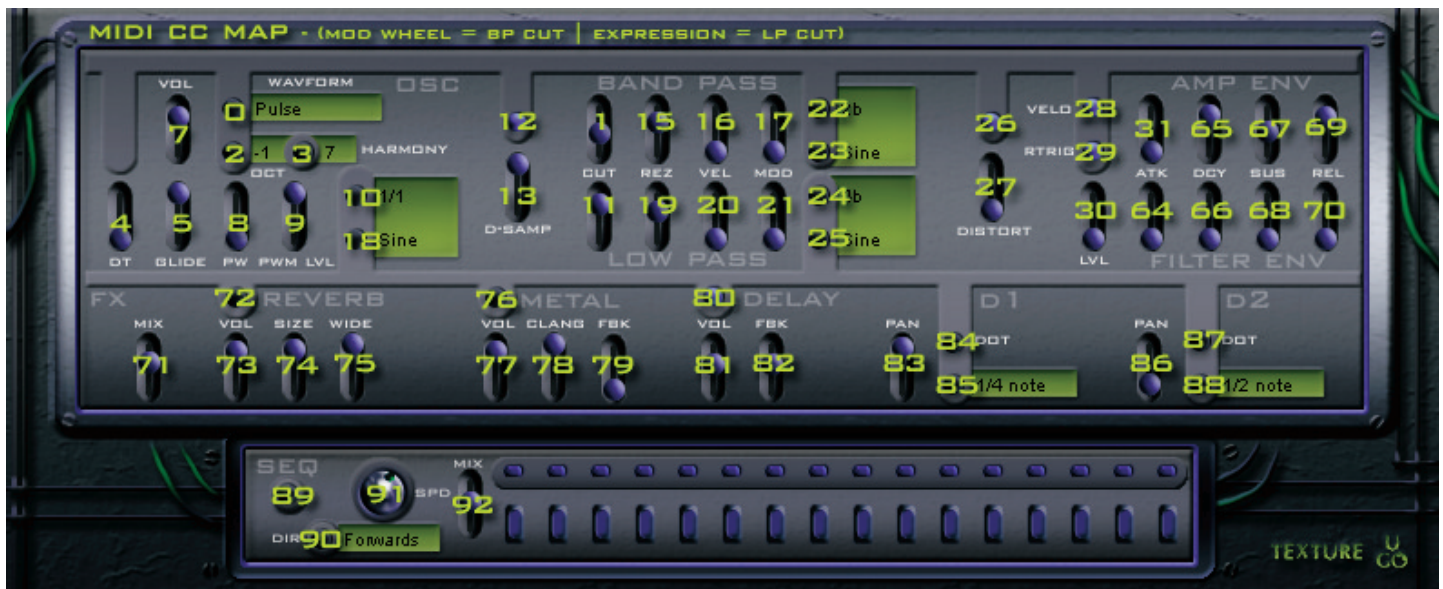 MIDI CC MAP - (MOD WHEEL = BP CUT | EXPRESSION = LP CUT)
VOL WAVFORM OSC BAND PASS AMP ENV
0 Pulse
7
12 1 15 16 17 22 b
26 VELO 28
31 65 67 69
2 -1 3 7 HARMONY
23 Sine
RTRIG 29
OCT
13 CUT REZ VEL MOD
27
ATK DCY SUS REL
4 5 8 9 10 1/1
11 19 20 21 24 b
30 64 66 68 70
18 Sine
D-SAMP
25 Sine
DISTORT
DT GLIDE PW PWM LVL
LOW PASS
LVL FILTER ENV
FX 72 REVERB 76 METAL 80 DELAY D1 D2
MIX VOL SIZE WIDE VOL CLANG FBK VOL FBK PAN 84 DOT PAN 87 DOT
71 73 74 75 77 78 79 81 82 83 85 1/4 note 86 88 1/2 note
SEQ MIX
89 91 SPD 92
DIR 90 Forwards
TEXTURE UGO